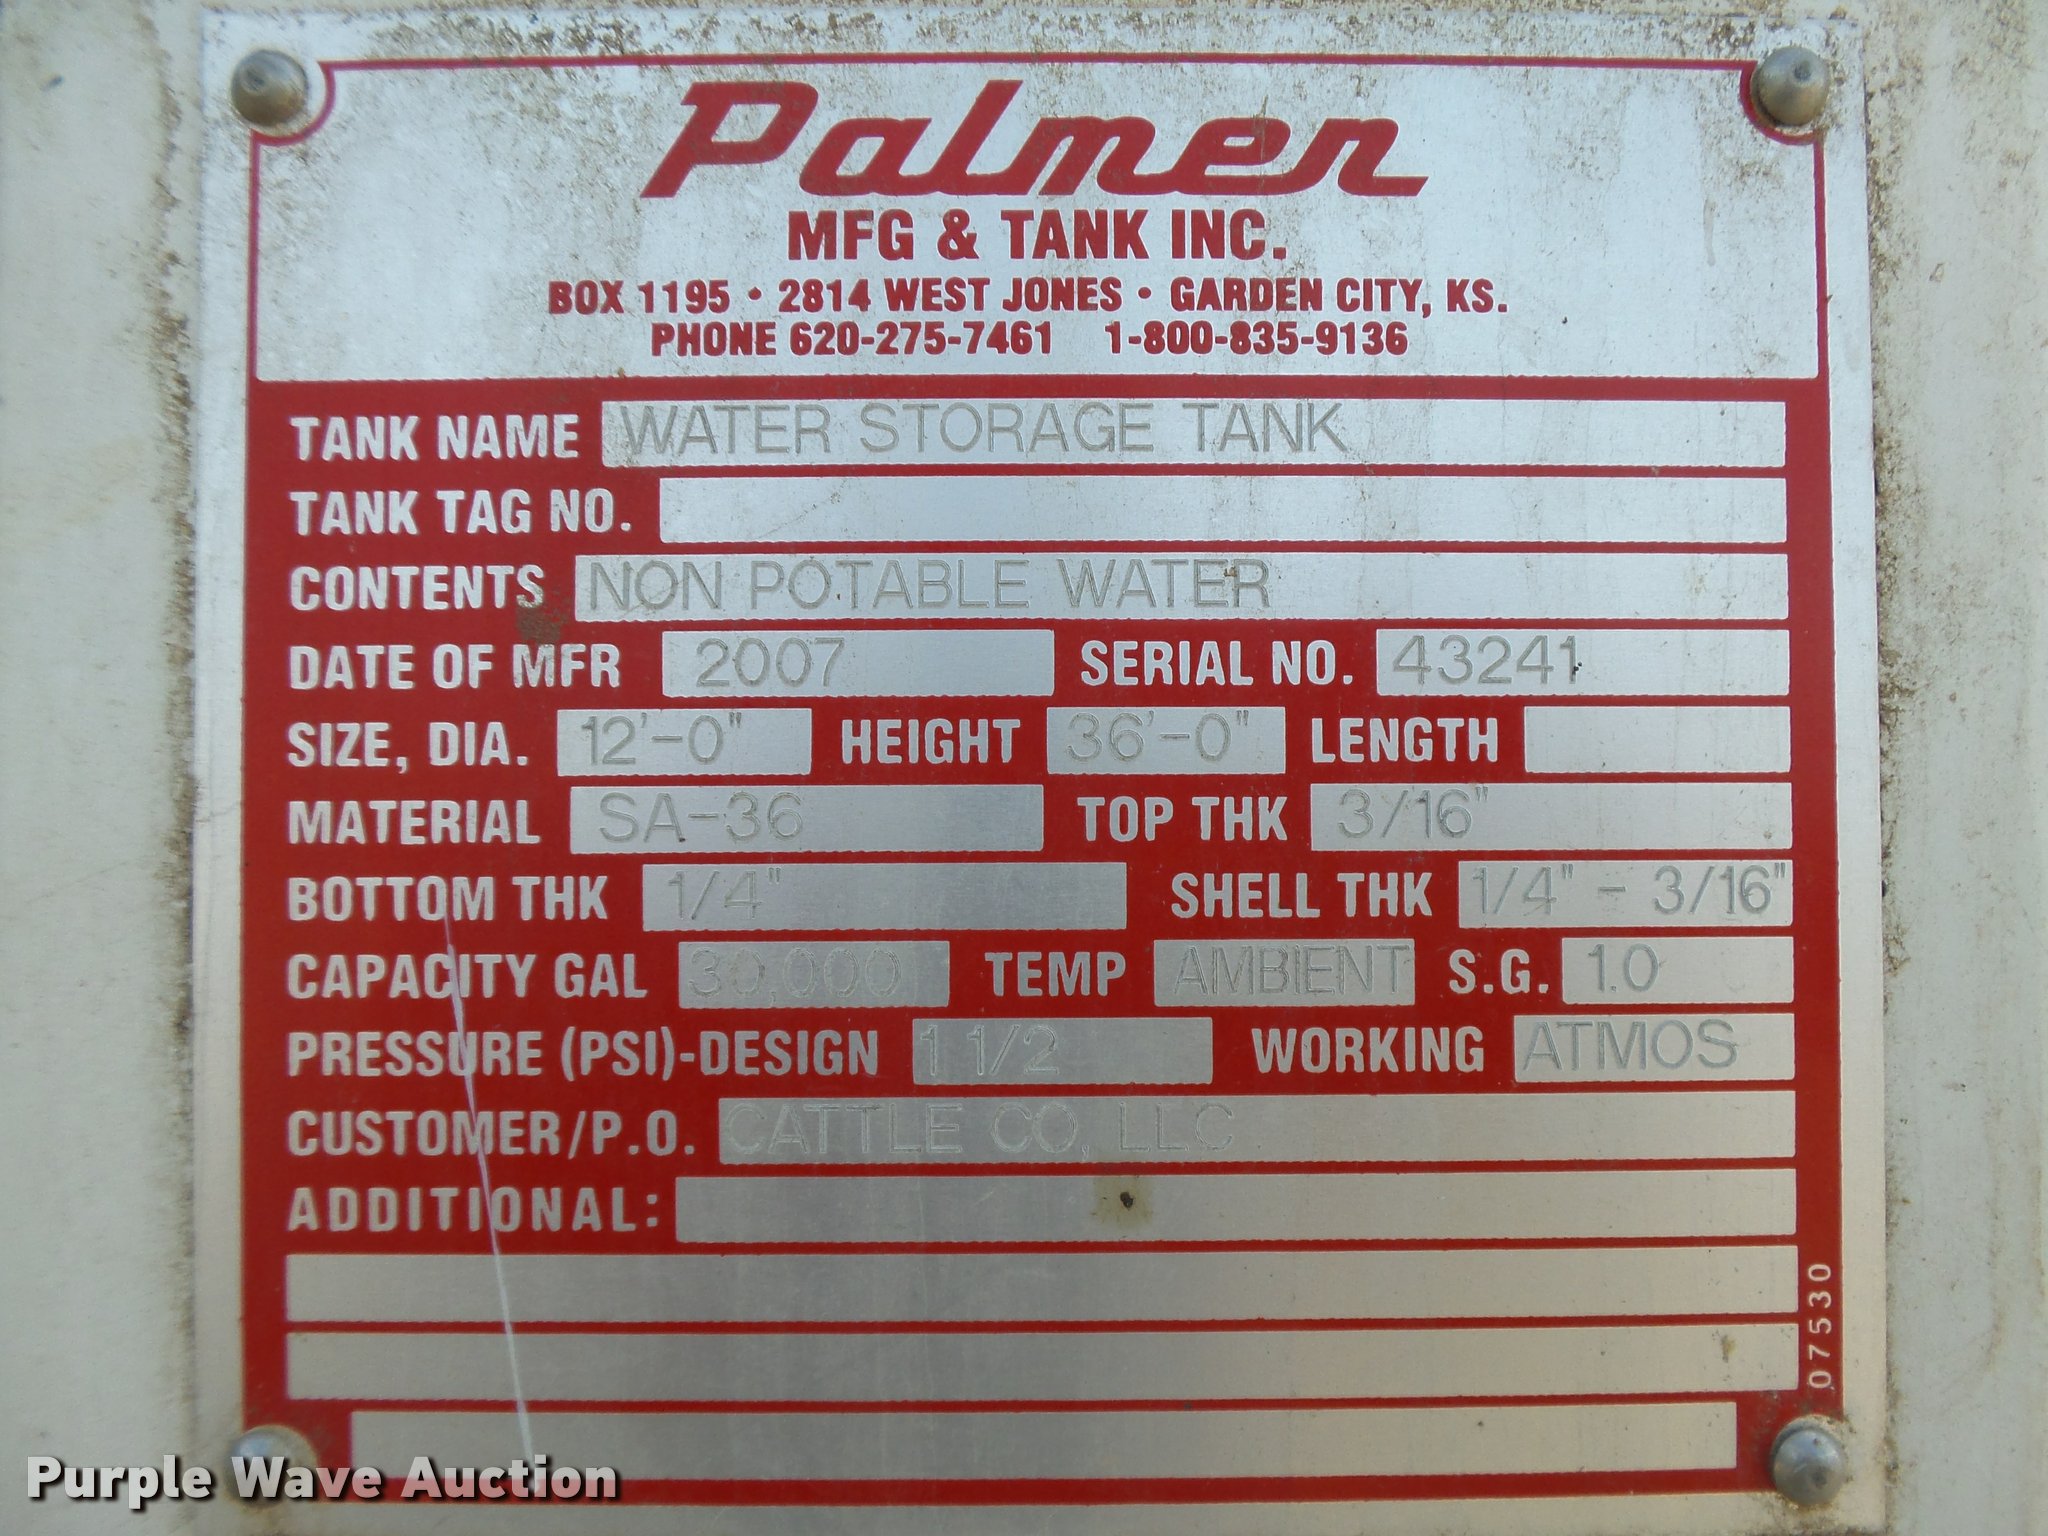 Palmer
MFG & TANK INC.
BOX 1195 • 2814 WEST JONES • GARDEN CITY, KS.
PHONE 620-275-7461 1-800-835-9136
TANK NAME WATER STORAGE TANK
TANK TAG NO.
CONTENTS NON POTABLE WATER
DATE OF MFR 2007 SERIAL NO. 43241
SIZE, DIA. 12'-0" HEIGHT 36'-0" LENGTH
MATERIAL SA-36 TOP THK 3/16"
BOTTOM THK 1/4" SHELL THK 1/4" - 3/16"
CAPACITY GAL 30,000 TEMP AMBIENT S.G. 1.0
PRESSURE (PSI)-DESIGN 1 1/2 WORKING ATMOS
CUSTOMER/P.O. CATTLE CO, LLC
ADDITIONAL:
075530
Purple Wave Auction